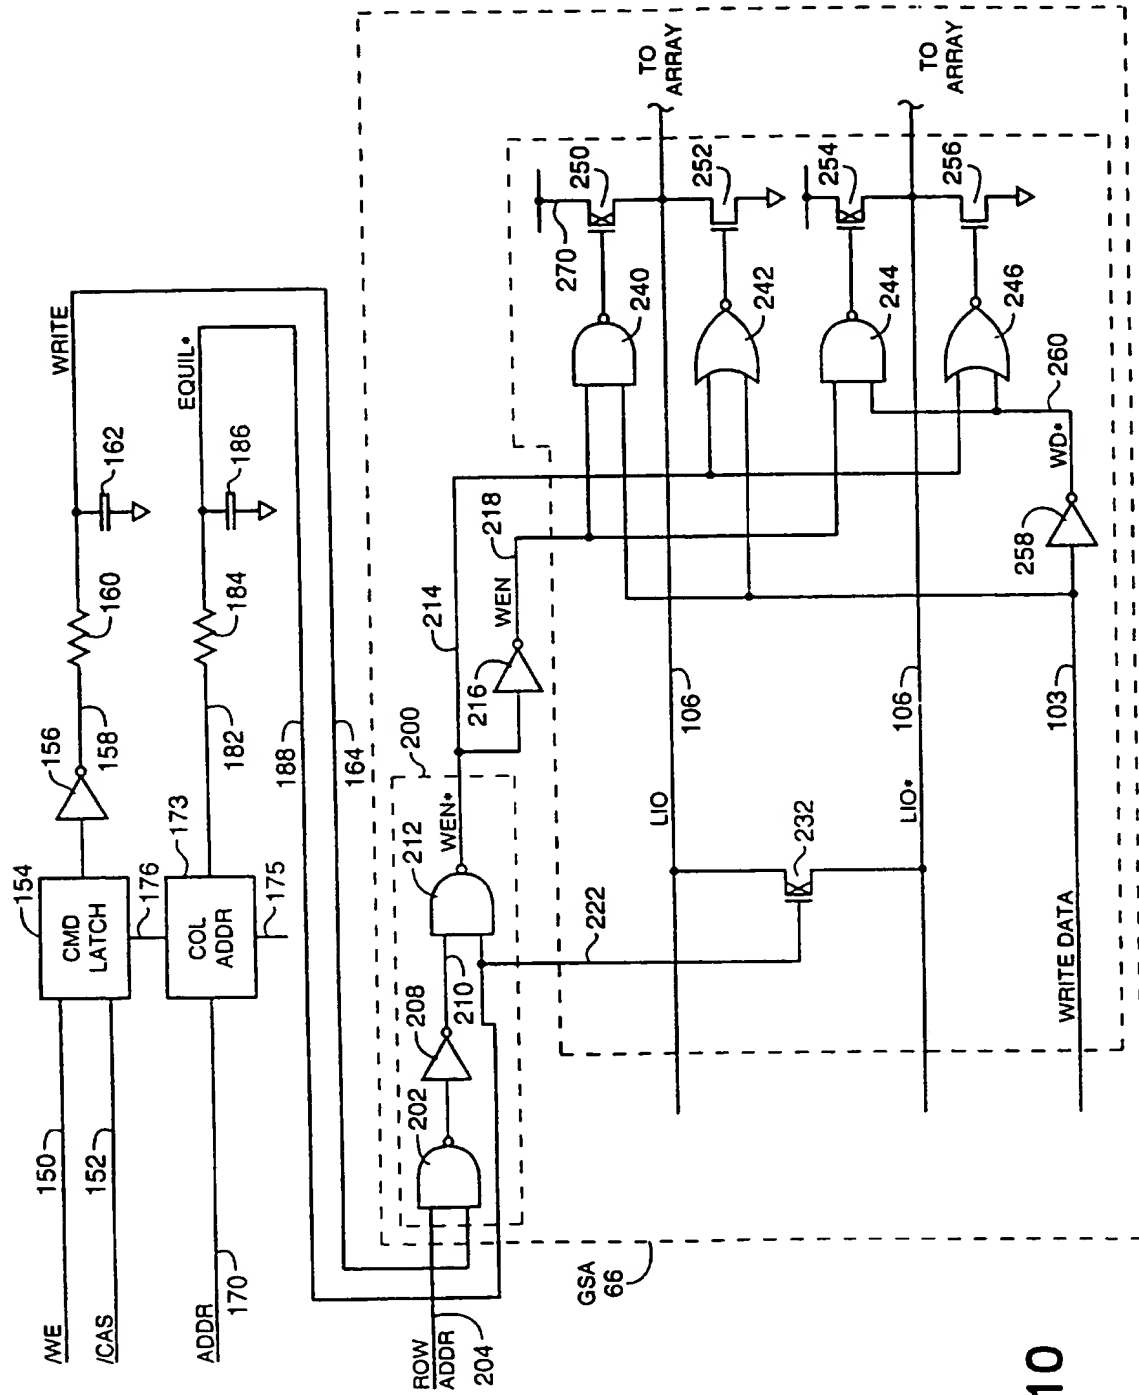 /WE
150
/CAS
152
154
CMD
LATCH
156
158
160
162
WRITE
ADDR
170
176
173
COL
ADDR
175
182
184
186
EQUIL*
188
164
ROW
ADDR
204
GSA
66
202
208
210
212
200
WEN*
214
216
WEN
218
222
LIO
106
232
LIO*
106
WRITE DATA
103
258
WD*
260
240
242
244
246
270
250
252
254
256
TO
ARRAY
TO
ARRAY
10